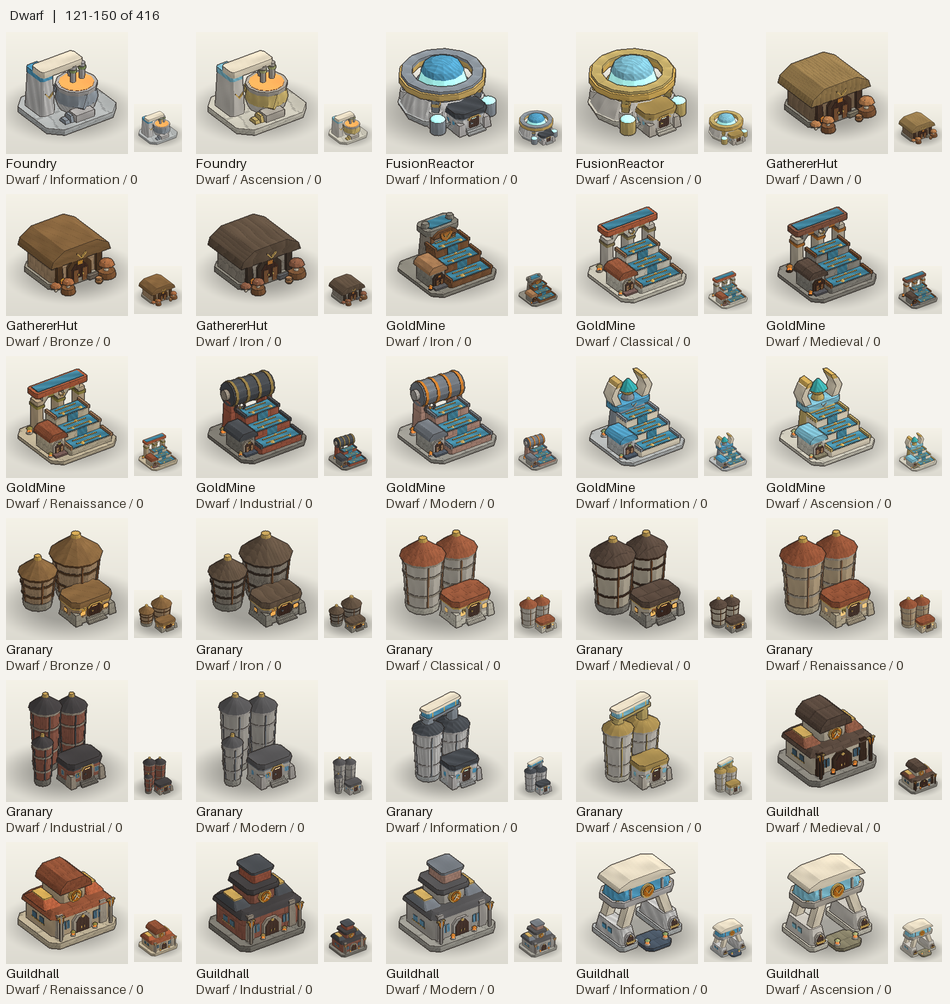 Dwarf | 121-150 of 416
Foundry
Dwarf / Information / 0
Foundry
Dwarf / Ascension / 0
FusionReactor
Dwarf / Information / 0
FusionReactor
Dwarf / Ascension / 0
GathererHut
Dwarf / Dawn / 0
GathererHut
Dwarf / Bronze / 0
GathererHut
Dwarf / Iron / 0
GoldMine
Dwarf / Iron / 0
GoldMine
Dwarf / Classical / 0
GoldMine
Dwarf / Medieval / 0
GoldMine
Dwarf / Renaissance / 0
GoldMine
Dwarf / Industrial / 0
GoldMine
Dwarf / Modern / 0
GoldMine
Dwarf / Information / 0
GoldMine
Dwarf / Ascension / 0
Granary
Dwarf / Bronze / 0
Granary
Dwarf / Iron / 0
Granary
Dwarf / Classical / 0
Granary
Dwarf / Medieval / 0
Granary
Dwarf / Renaissance / 0
Granary
Dwarf / Industrial / 0
Granary
Dwarf / Modern / 0
Granary
Dwarf / Information / 0
Granary
Dwarf / Ascension / 0
Guildhall
Dwarf / Medieval / 0
Guildhall
Dwarf / Renaissance / 0
Guildhall
Dwarf / Industrial / 0
Guildhall
Dwarf / Modern / 0
Guildhall
Dwarf / Information / 0
Guildhall
Dwarf / Ascension / 0